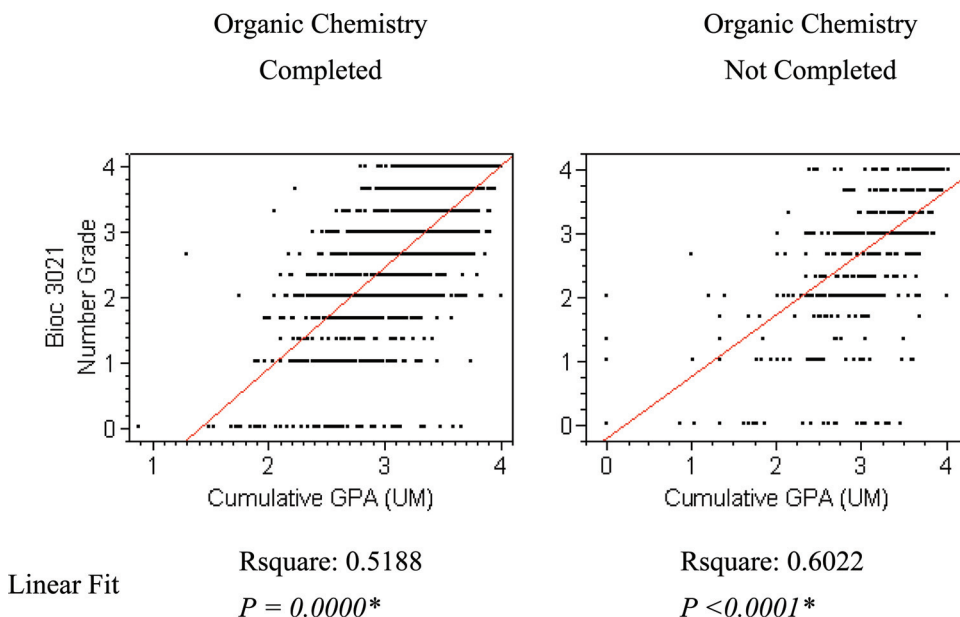 Organic Chemistry
Completed
Organic Chemistry
Not Completed
Bioc 3021
Number Grade
4
3
2
1
0
1
2
3
4
Cumulative GPA (UM)
4
3
2
1
0
0
1
2
3
4
Cumulative GPA (UM)
Linear Fit
Rsquare: 0.5188
P = 0.0000*
Rsquare: 0.6022
P <0.0001*